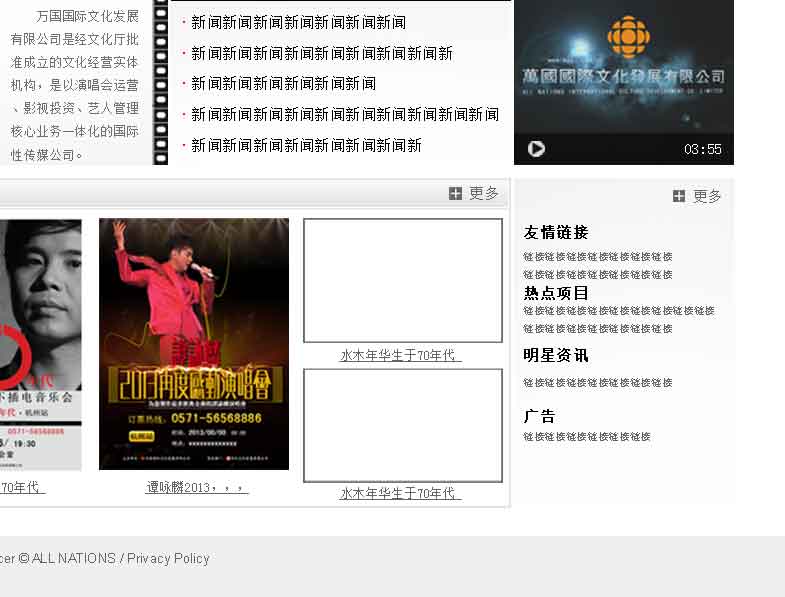 万国国际文化发展
有限公司是经文化厅批
准成立的文化经营实体
机构，是以演唱会运营
、影视投资、艺人管理
核心业务一体化的国际
性传媒公司。
· 新闻新闻新闻新闻新闻新闻新闻
· 新闻新闻新闻新闻新闻新闻新闻闻新
· 新闻新闻新闻新闻新闻新闻
· 新闻新闻新闻新闻新闻新闻新闻新闻新闻新闻
· 新闻新闻新闻新闻新闻新闻闻新
萬國國際文化發展有限公司
ALL NATIONS INTERNATIONAL CULTURE DEVELOPMENT CO. LIMITED
03:55
更多
年代
不插电音乐会
年代·杭州站
19:30
70年代
2013再度感動演唱會
订票热线：0571-56568886
杭州站
谭咏麟2013，，，
水木年华生于70年代
水木年华生于70年代
更多
友情链接
链接链接链接链接链接链接链接
链接链接链接链接链接链接链接
热点项目
链接链接链接链接链接链接链接链接链接
链接链接链接链接链接链接链接
明星资讯
链接链接链接链接链接链接链接
广告
链接链接链接链接链接链接
cer © ALL NATIONS / Privacy Policy